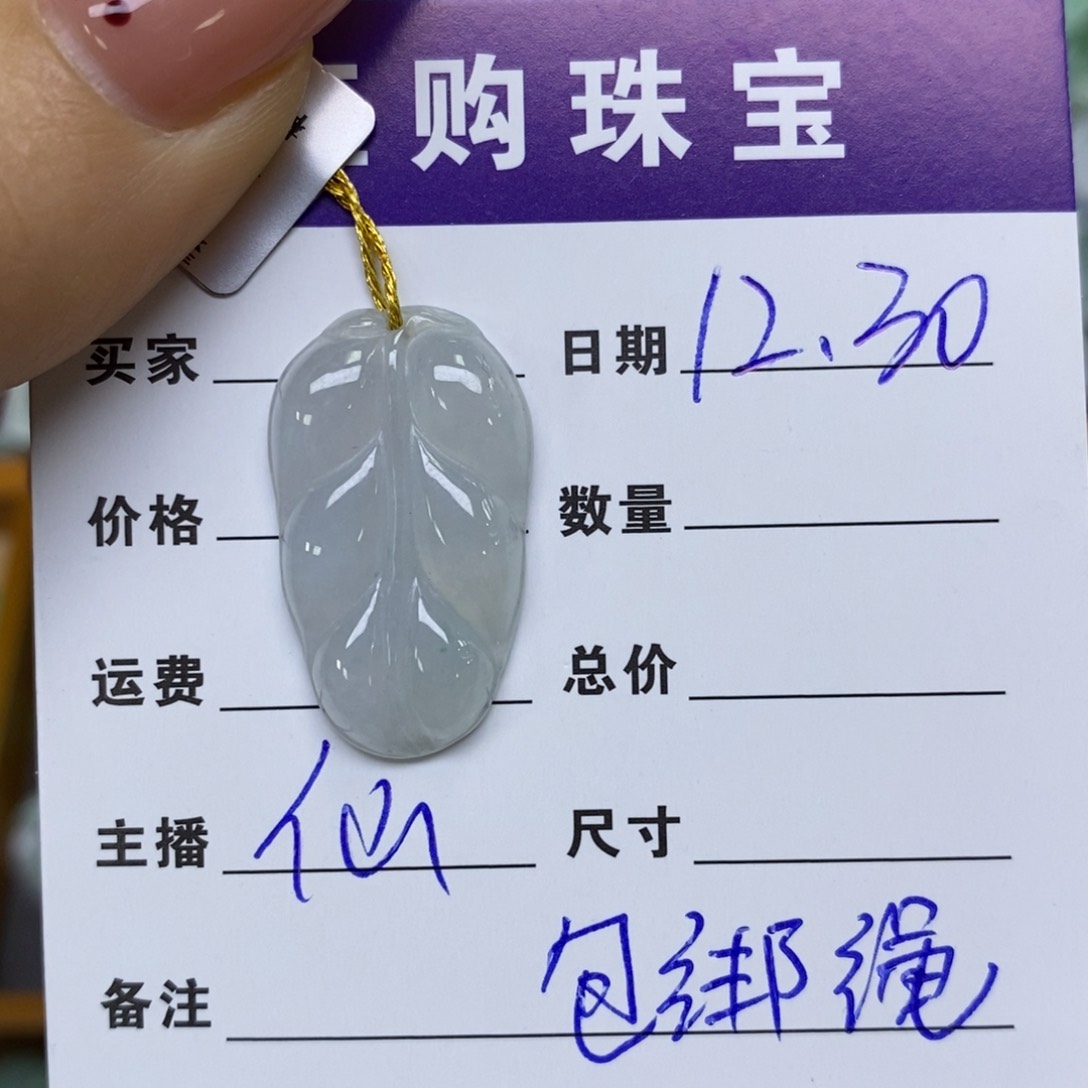 购珠宝
买家 日期 12.30
价格 数量
运费 总价
主播 仙 尺寸
备注 包绑绳